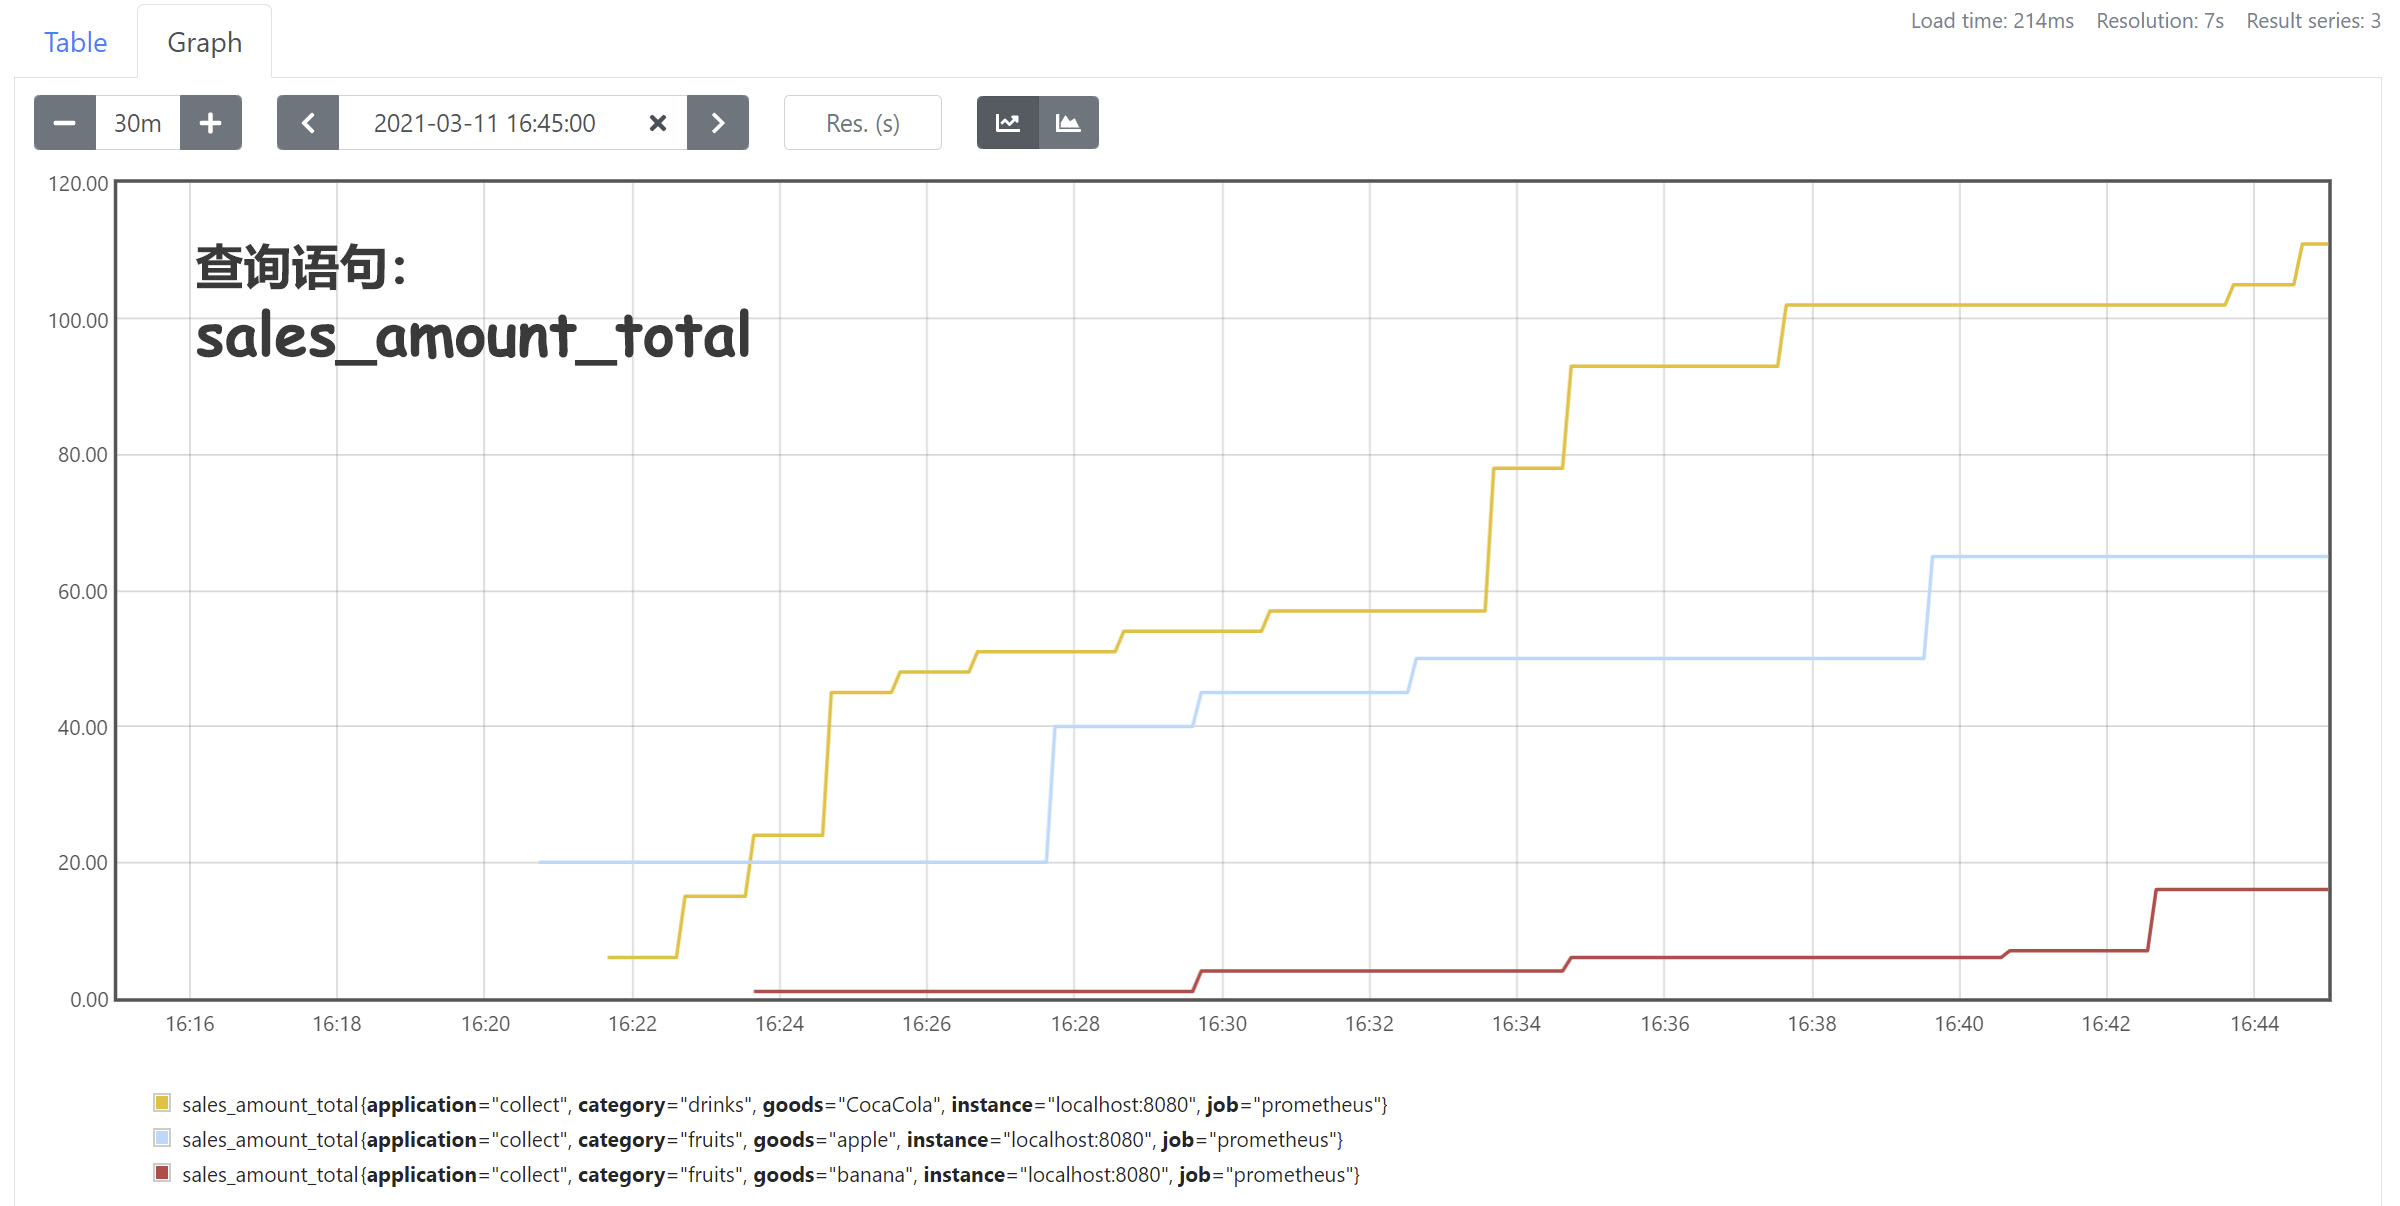 Load time: 214ms Resolution: 7s Result series: 3
Table Graph
30m 2021-03-11 16:45:00 Res. (s)
120.00
查询语句：
sales_amount_total
100.00
80.00
60.00
40.00
20.00
0.00
16:16 16:18 16:20 16:22 16:24 16:26 16:28 16:30 16:32 16:34 16:36 16:38 16:40 16:42 16:44
sales_amount_total{application="collect", category="drinks", goods="CocaCola", instance="localhost:8080", job="prometheus"}
sales_amount_total{application="collect", category="fruits", goods="apple", instance="localhost:8080", job="prometheus"}
sales_amount_total{application="collect", category="fruits", goods="banana", instance="localhost:8080", job="prometheus"}